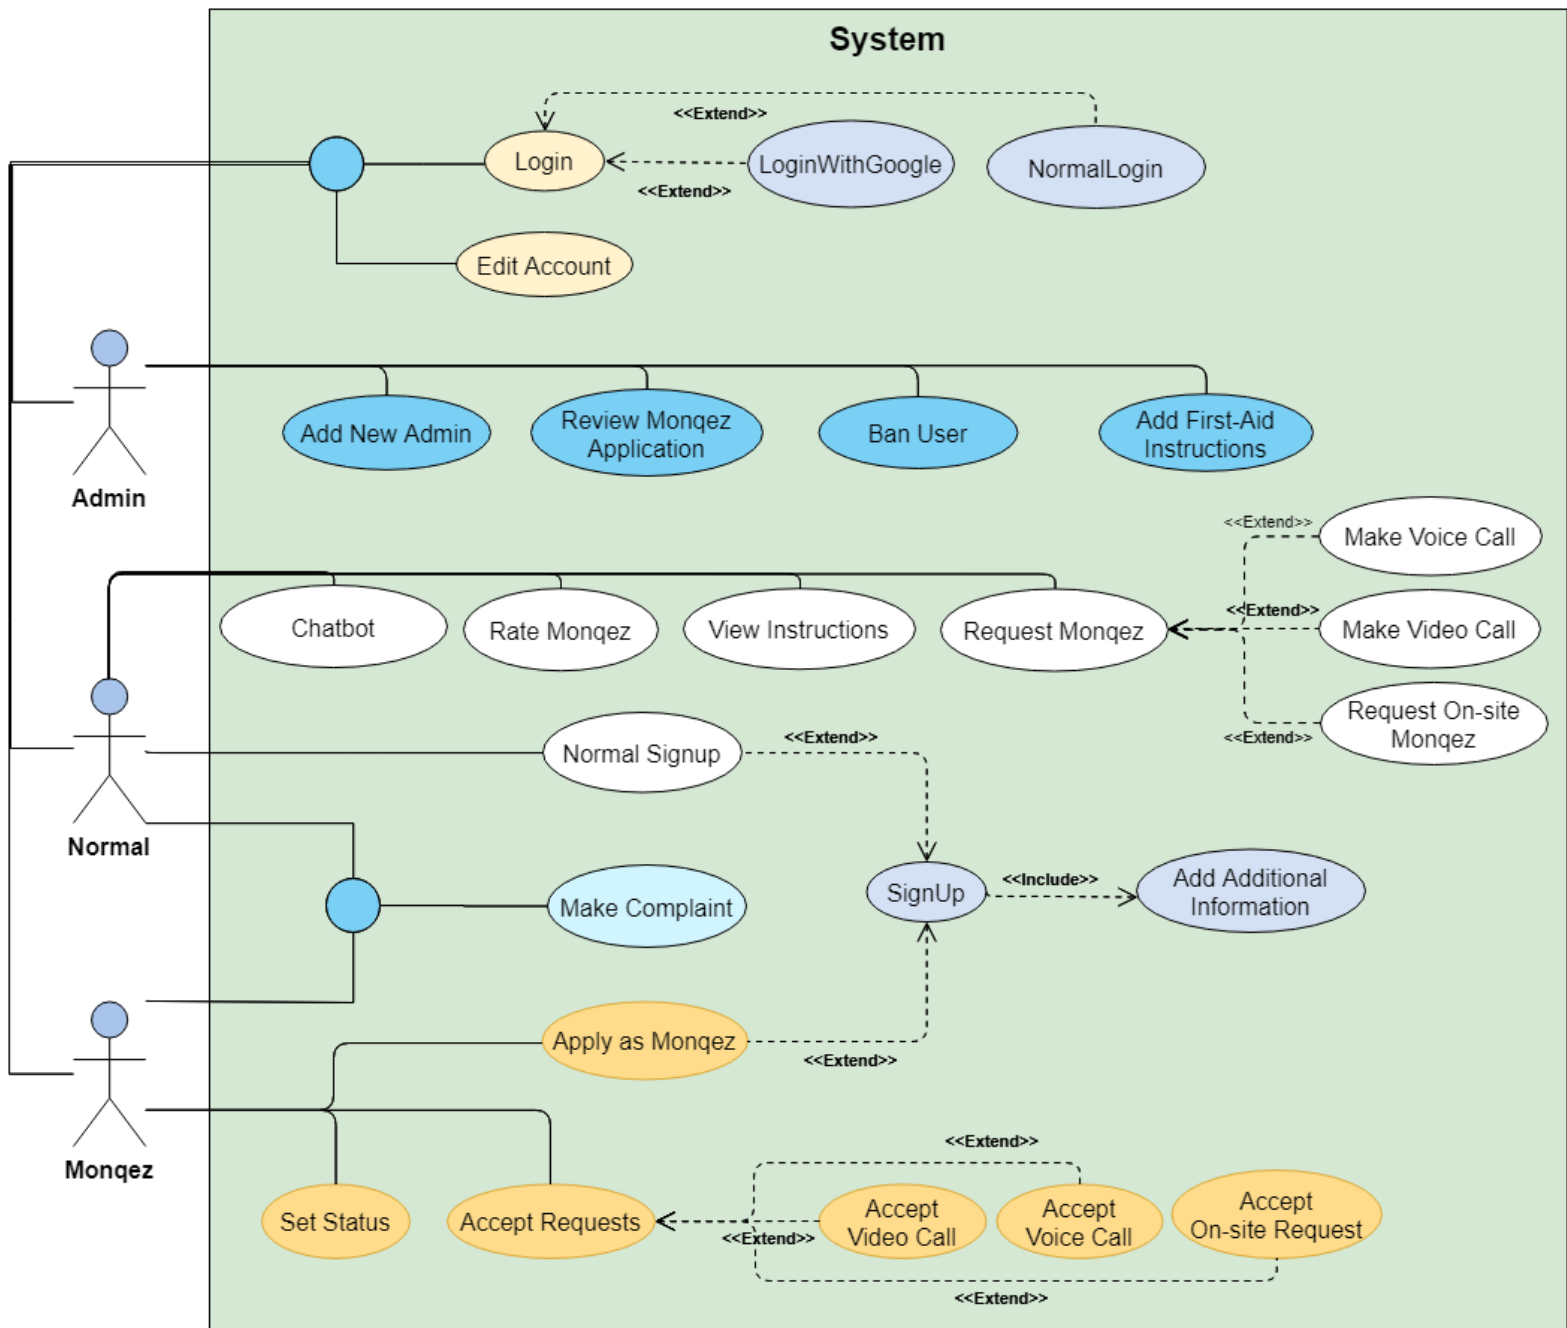 System
<<Extend>>
Login
LoginWithGoogle
NormalLogin
<<Extend>>
Edit Account
Admin
Add New Admin
Review Monqez
Application
Ban User
Add First-Aid
Instructions
<<Extend>>
Make Voice Call
Chatbot
Rate Monqez
View Instructions
Request Monqez
<<Extend>>
Make Video Call
<<Extend>>
Request On-site
Monqez
Normal
Normal Signup
<<Extend>>
Make Complaint
SignUp
<<Include>>
Add Additional
Information
Monqez
Apply as Monqez
<<Extend>>
Set Status
Accept Requests
<<Extend>>
<<Extend>>
Accept
Video Call
Accept
Voice Call
Accept
On-site Request
<<Extend>>